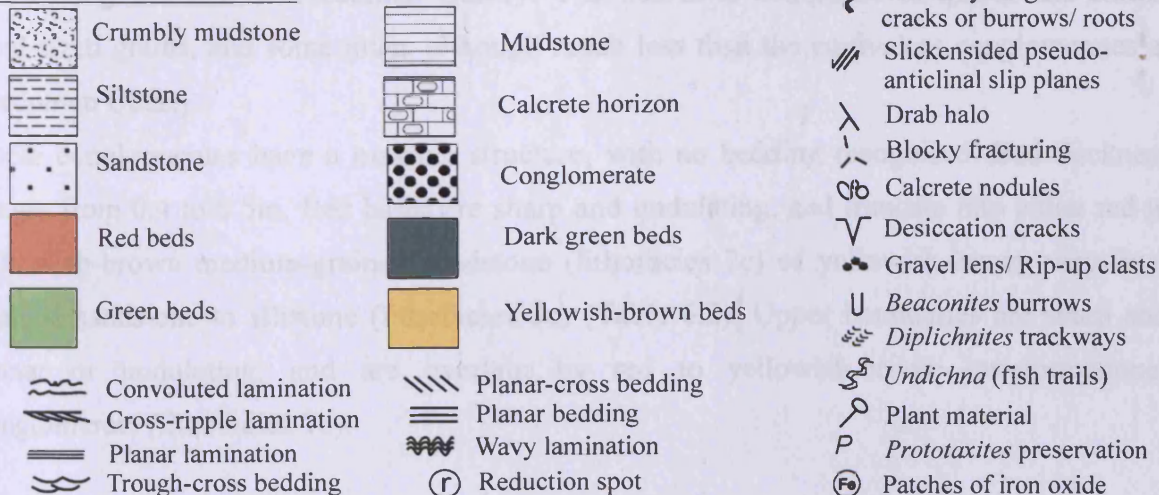 Crumbly mudstone
Siltstone
Sandstone
Red beds
Green beds
Convoluted lamination
Cross-ripple lamination
Planar lamination
Trough-cross bedding
Mudstone
Calcrete horizon
Conglomerate
Dark green beds
Yellowish-brown beds
Planar-cross bedding
Planar bedding
Wavy lamination
r Reduction spot
cracks or burrows/ roots
Slickensided pseudo-
anticlinal slip planes
Drab halo
Blocky fracturing
Calcrete nodules
Desiccation cracks
Gravel lens/ Rip-up clasts
Beaconites burrows
Diplichnites trackways
Undichna (fish trails)
Plant material
P Prototaxites preservation
Fe Patches of iron oxide